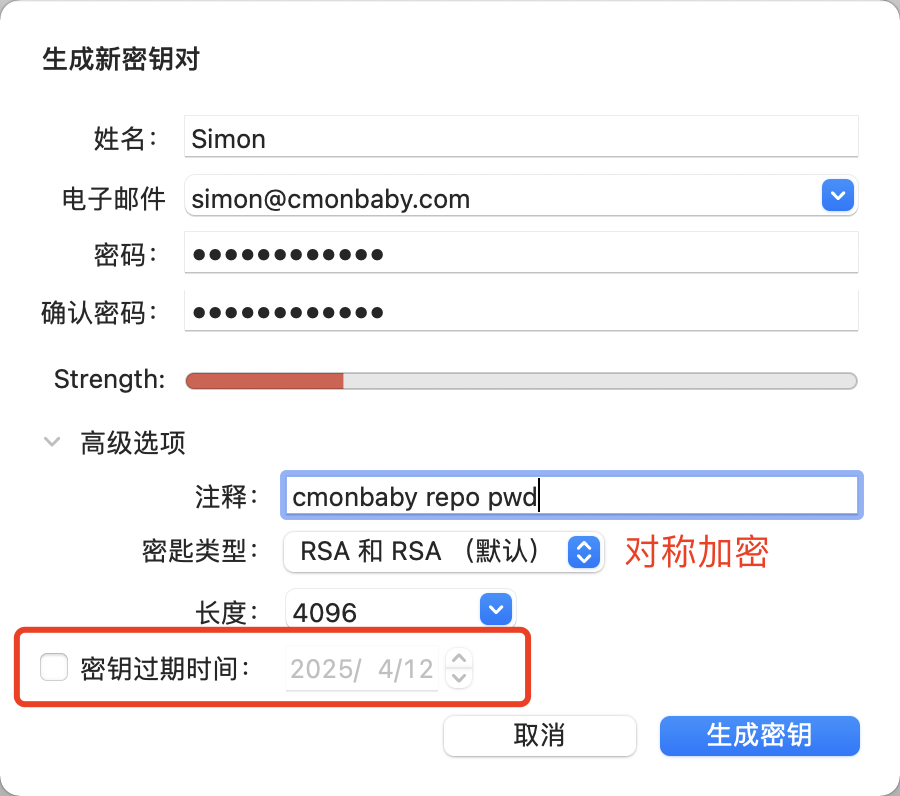 生成新密钥对
姓名： Simon
电子邮件 simon@cmonbaby.com
密码： ●●●●●●●●●●●●
确认密码： ●●●●●●●●●●●●
Strength:
高级选项
注释： cmonbaby repo pwd
密匙类型： RSA 和 RSA （默认） 对称加密
长度： 4096
密钥过期时间： 2025/ 4/12
取消 生成密钥